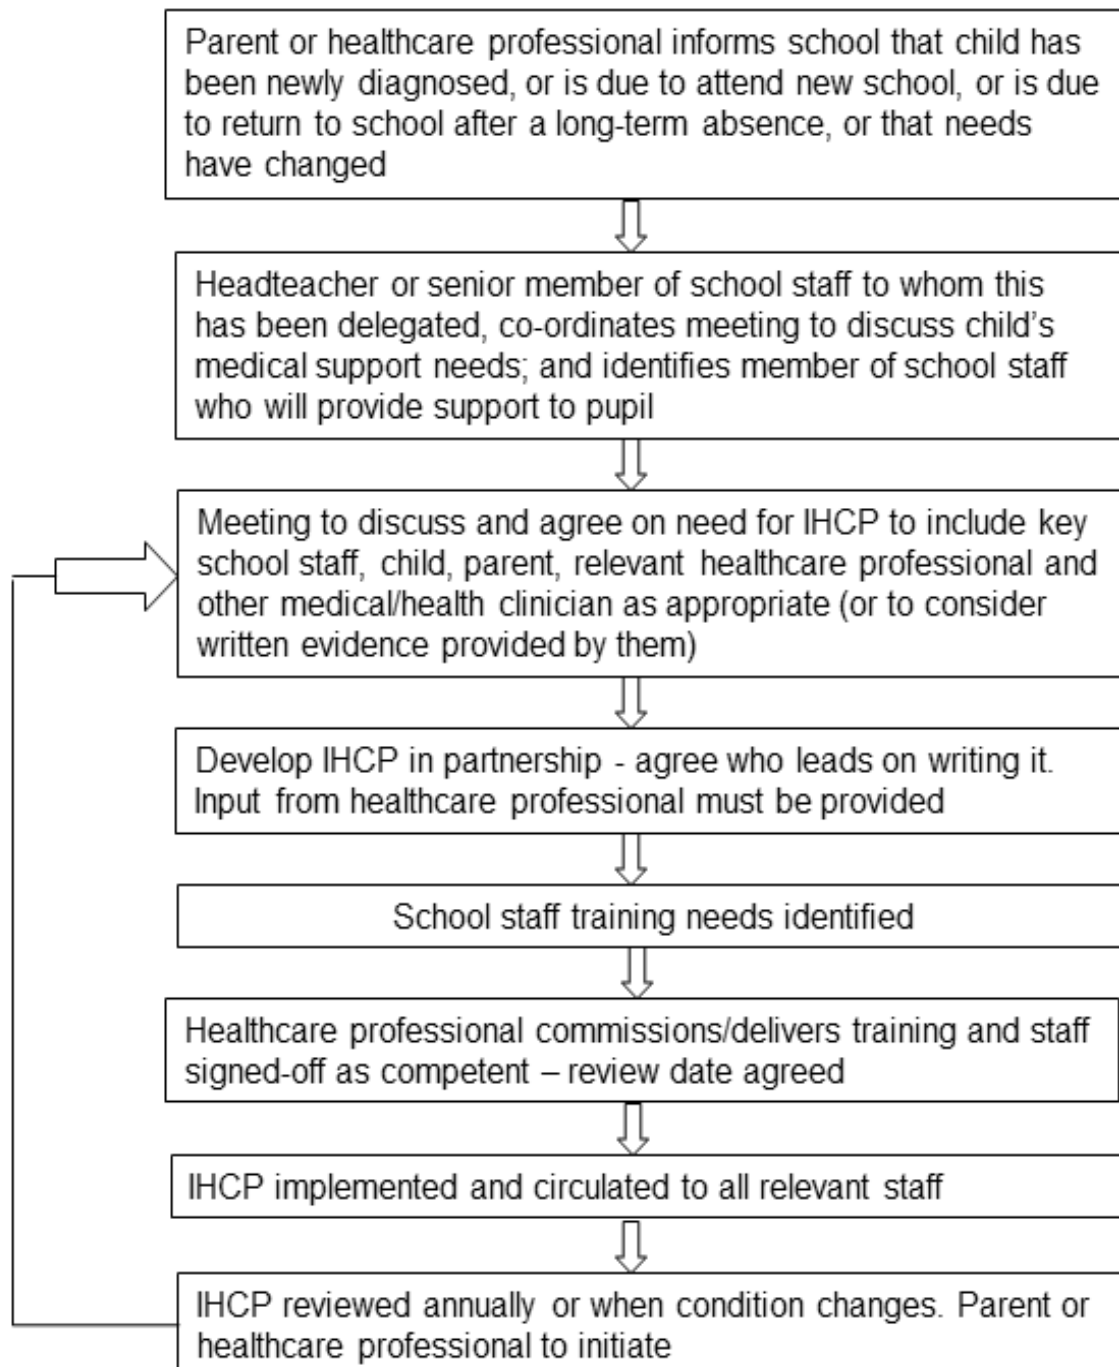 Parent or healthcare professional informs school that child has
been newly diagnosed, or is due to attend new school, or is due
to return to school after a long-term absence, or that needs
have changed
Headteacher or senior member of school staff to whom this
has been delegated, co-ordinates meeting to discuss child’s
medical support needs; and identifies member of school staff
who will provide support to pupil
Meeting to discuss and agree on need for IHCP to include key
school staff, child, parent, relevant healthcare professional and
other medical/health clinician as appropriate (or to consider
written evidence provided by them)
Develop IHCP in partnership - agree who leads on writing it.
Input from healthcare professional must be provided
School staff training needs identified
Healthcare professional commissions/delivers training and staff
signed-off as competent – review date agreed
IHCP implemented and circulated to all relevant staff
IHCP reviewed annually or when condition changes. Parent or
healthcare professional to initiate